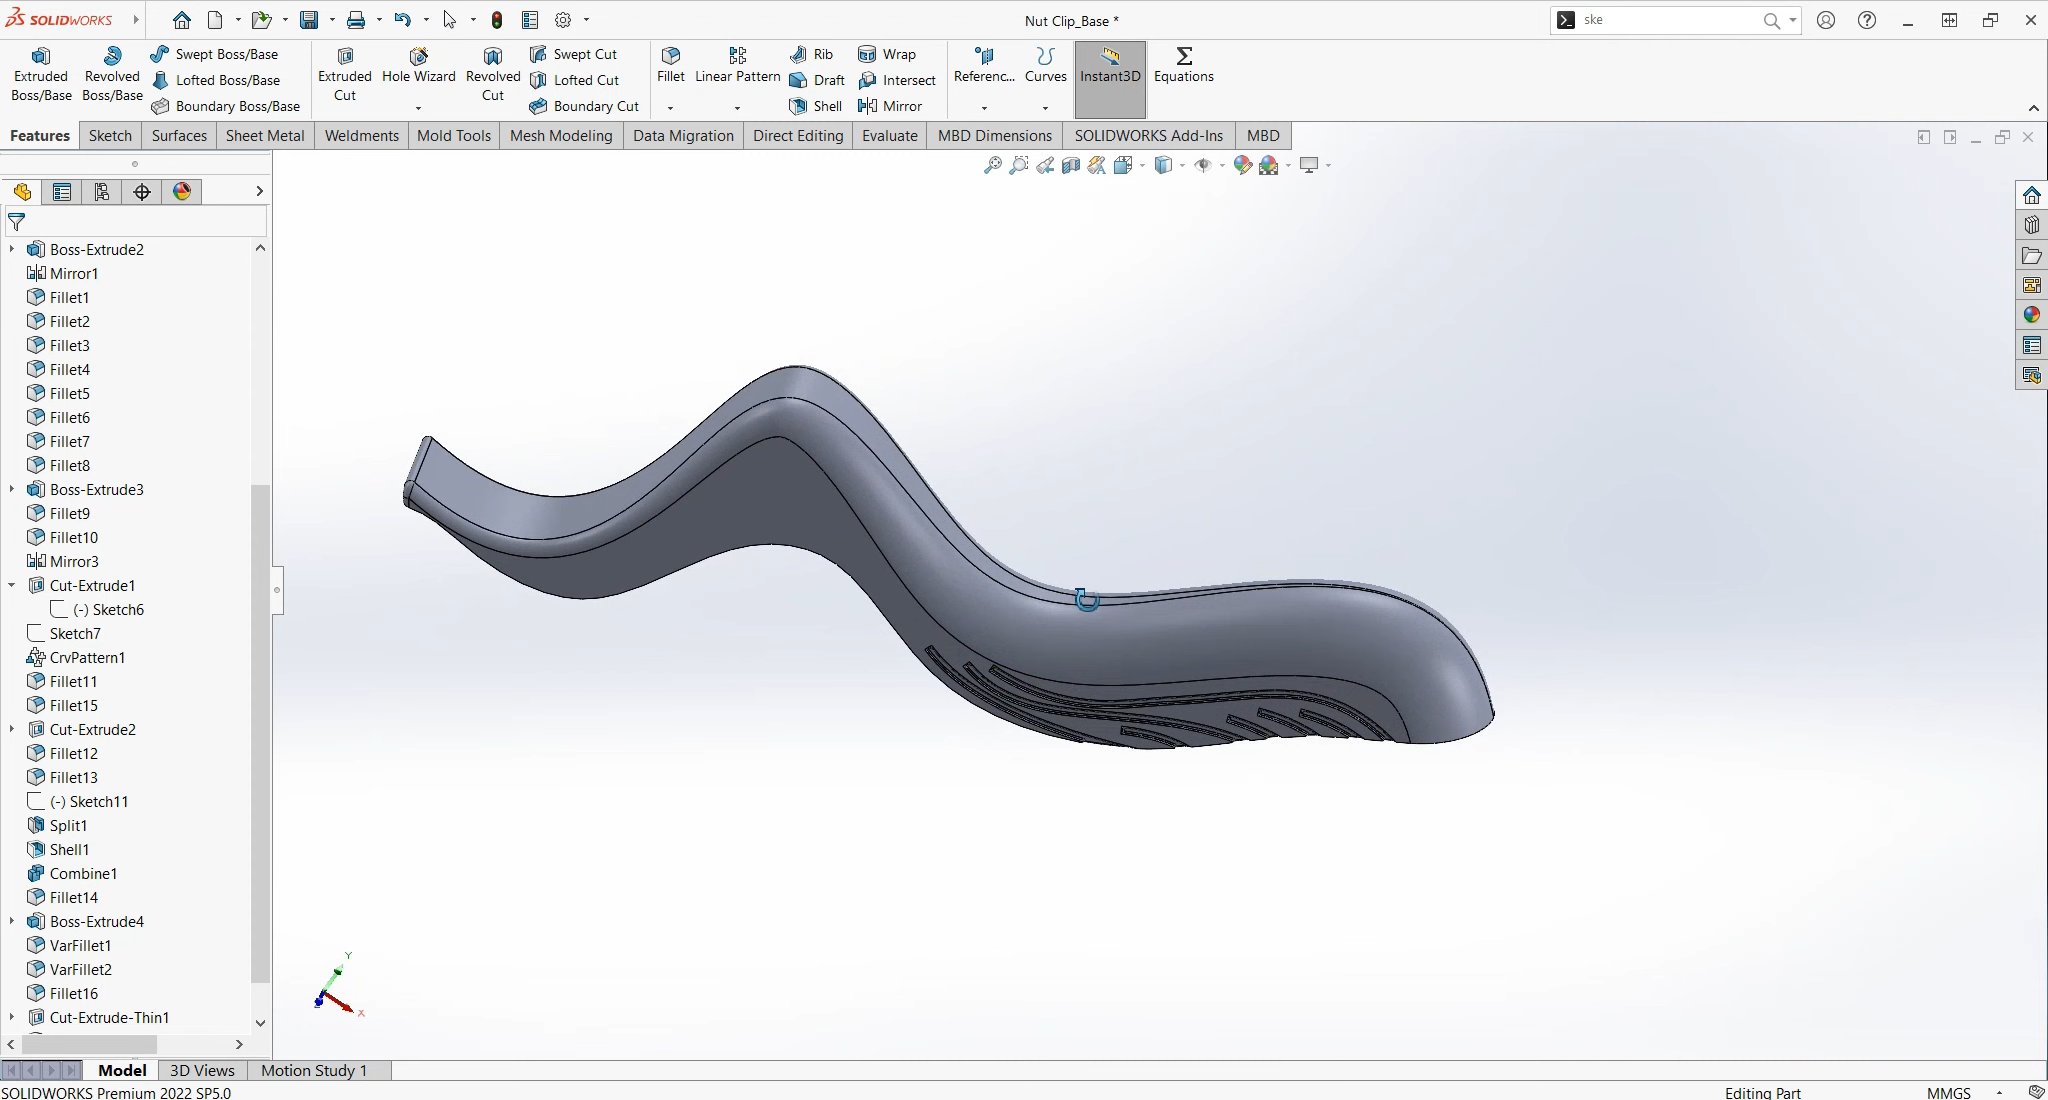 SOLIDWORKS
Nut Clip_Base *
ske
Extruded Boss/Base
Revolved Boss/Base
Swept Boss/Base
Lofted Boss/Base
Boundary Boss/Base
Extruded Cut
Hole Wizard
Revolved Cut
Swept Cut
Lofted Cut
Boundary Cut
Fillet
Linear Pattern
Rib
Draft
Shell
Wrap
Intersect
Mirror
Referenc...
Curves
Instant3D
Equations
Features Sketch Surfaces Sheet Metal Weldments Mold Tools Mesh Modeling Data Migration Direct Editing Evaluate MBD Dimensions SOLIDWORKS Add-Ins MBD
Boss-Extrude2
Mirror1
Fillet1
Fillet2
Fillet3
Fillet4
Fillet5
Fillet6
Fillet7
Fillet8
Boss-Extrude3
Fillet9
Fillet10
Mirror3
Cut-Extrude1
(-) Sketch6
Sketch7
CrvPattern1
Fillet11
Fillet15
Cut-Extrude2
Fillet12
Fillet13
(-) Sketch11
Split1
Shell1
Combine1
Fillet14
Boss-Extrude4
VarFillet1
VarFillet2
Fillet16
Cut-Extrude-Thin1
Y
X
Model 3D Views Motion Study 1
SOLIDWORKS Premium 2022 SP5.0
Editing Part
MMGS